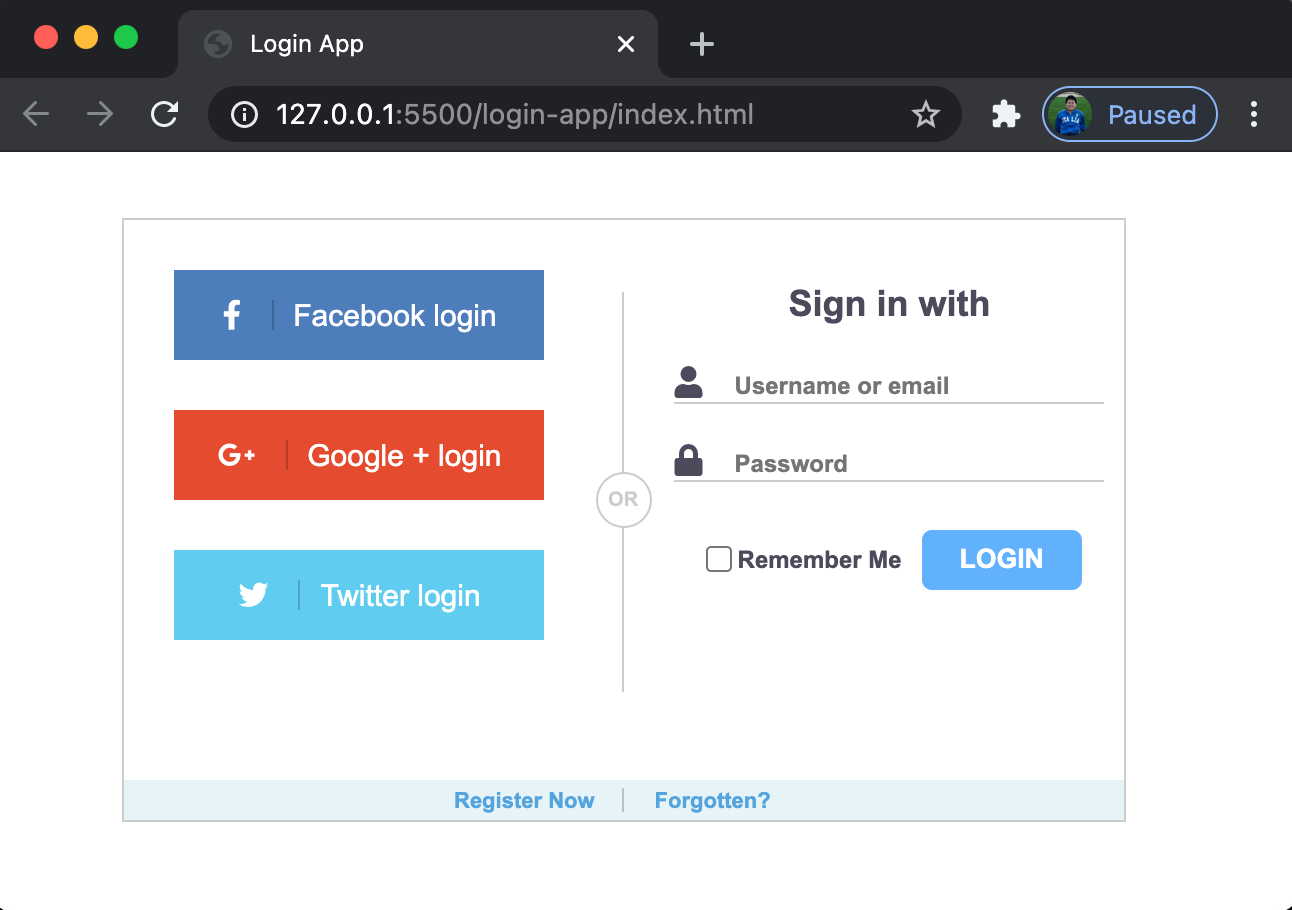 Login App
127.0.0.1:5500/login-app/index.html
Paused
Facebook login
G+ Google + login
Twitter login
OR
Sign in with
Username or email
Password
Remember Me
LOGIN
Register Now
Forgotten?